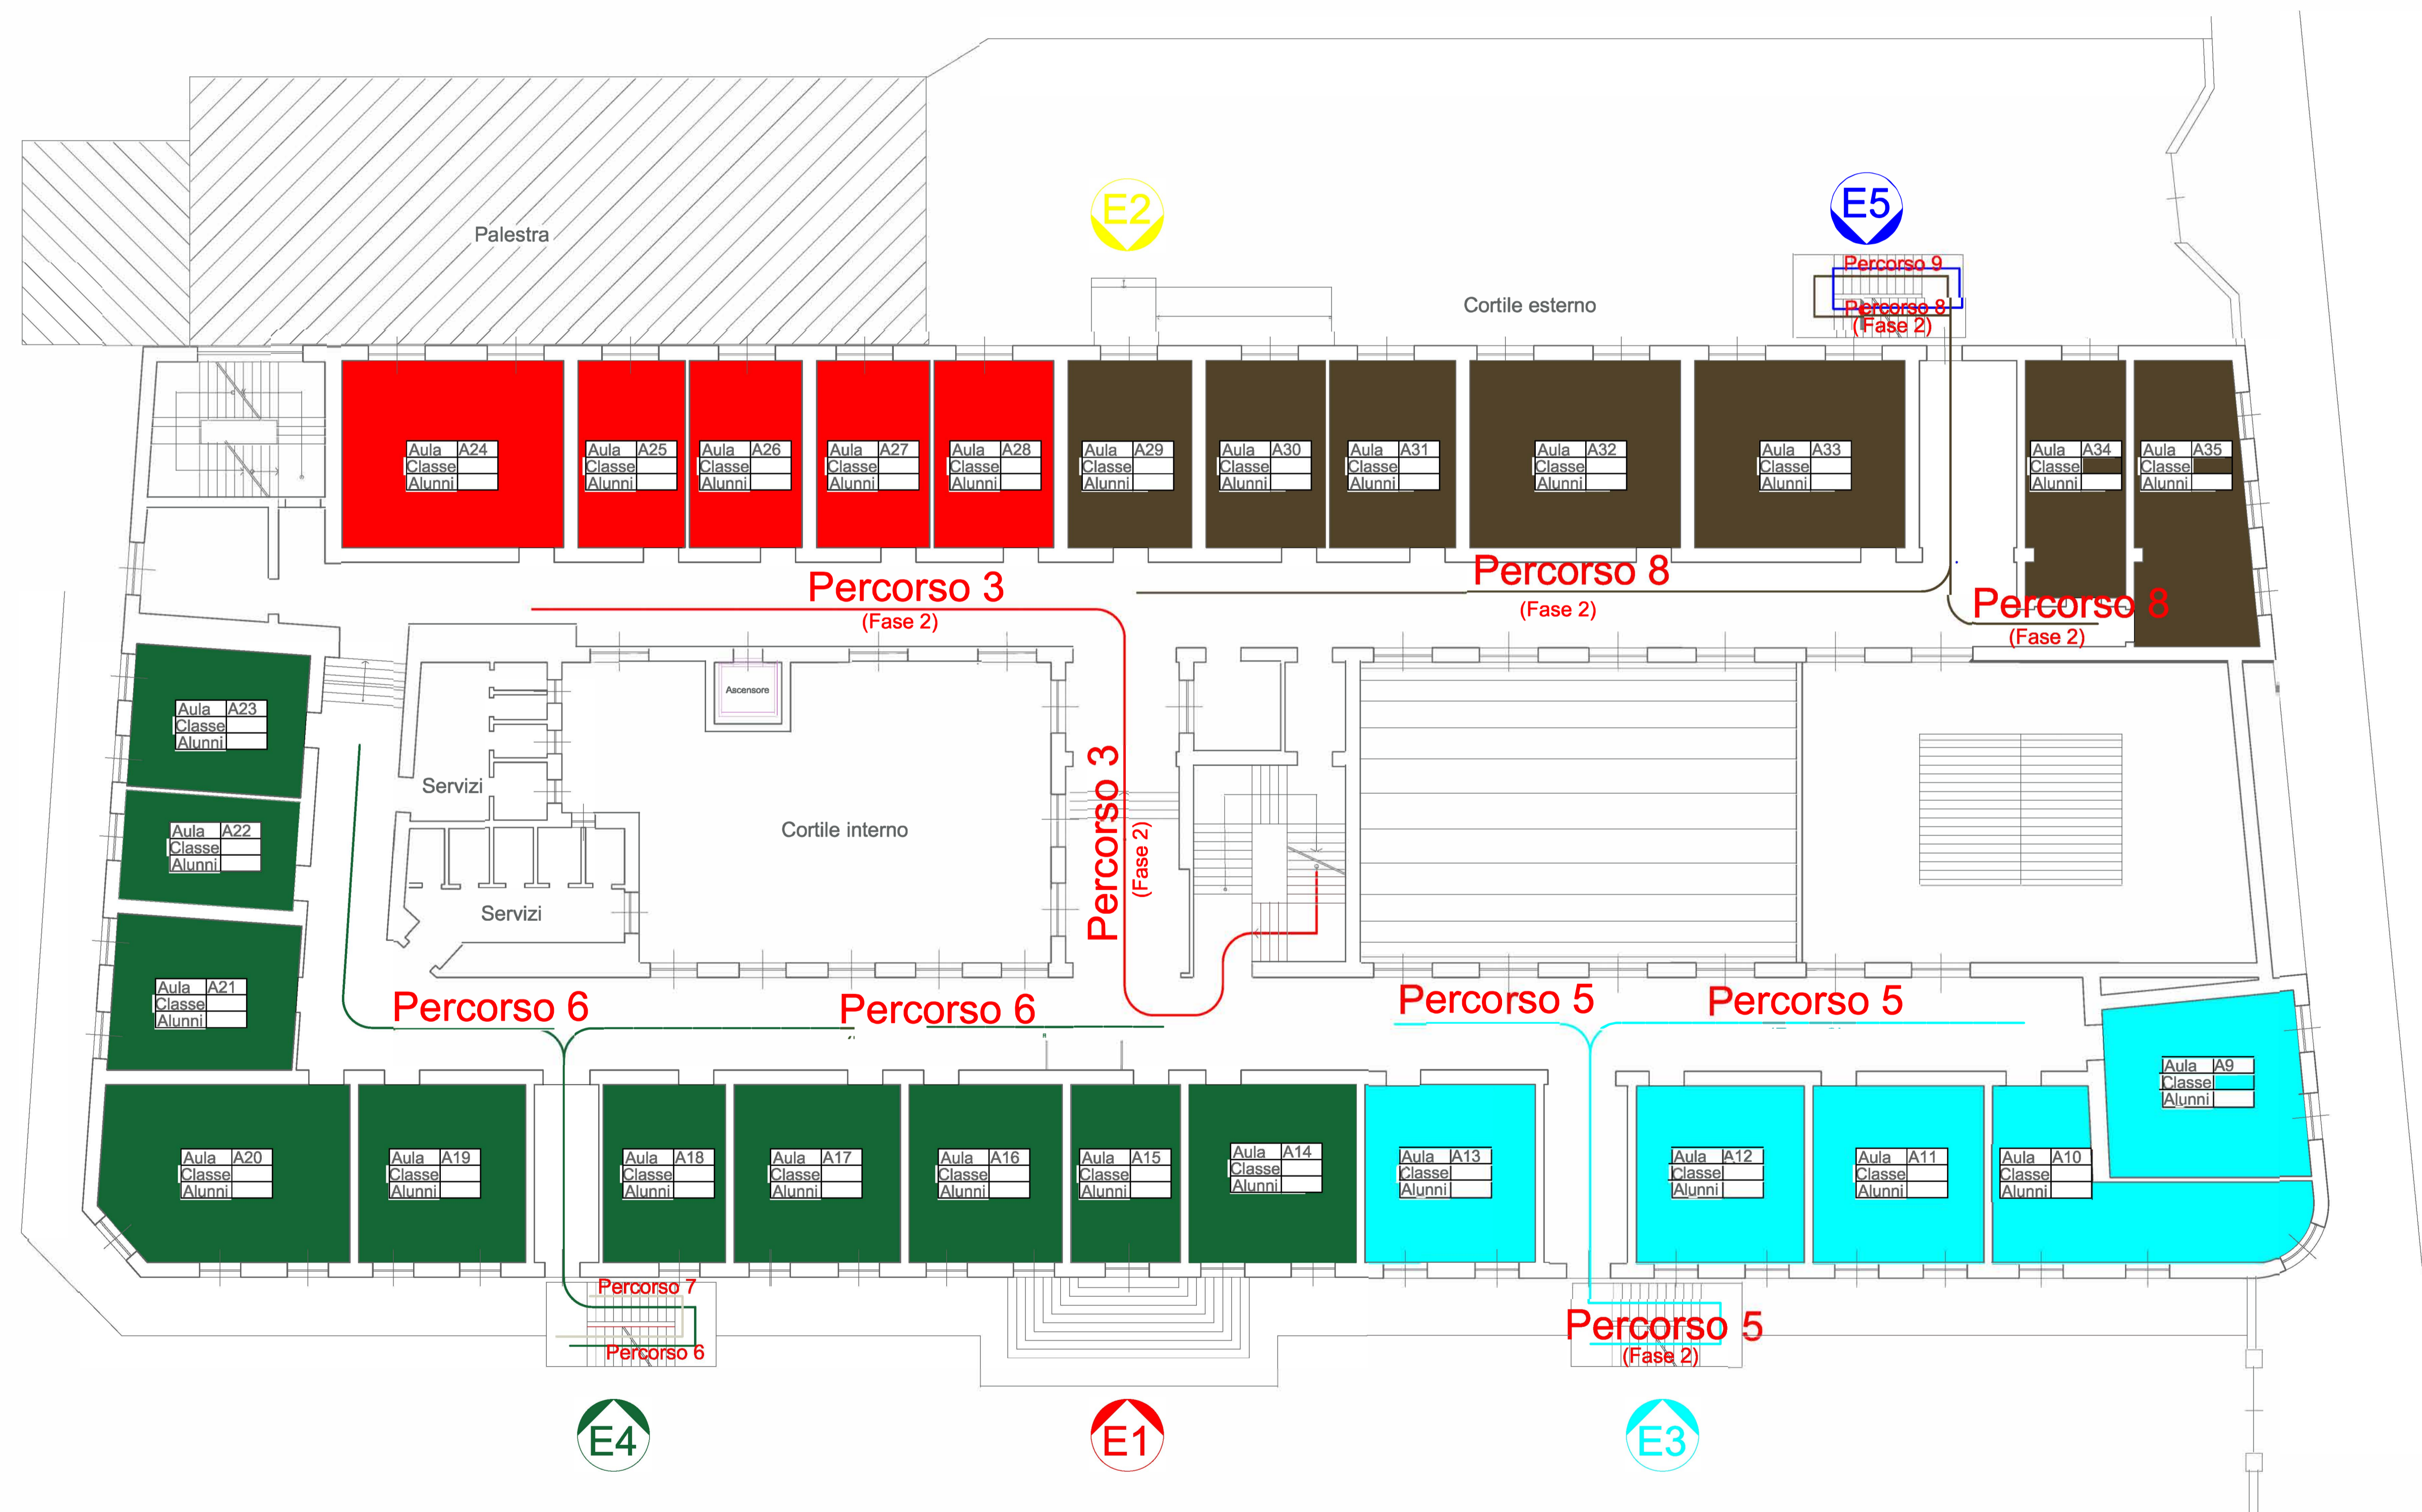 E2
E5
Palestra
Percorso 9
Cortile esterno
Percorso 8
(Fase 2)
Aula A24
Classe
Alunni
Aula A25
Classe
Alunni
Aula A26
Classe
Alunni
Aula A27
Classe
Alunni
Aula A28
Classe
Alunni
Aula A29
Classe
Alunni
Aula A30
Classe
Alunni
Aula A31
Classe
Alunni
Aula A32
Classe
Alunni
Aula A33
Classe
Alunni
Aula A34
Classe
Alunni
Aula A35
Classe
Alunni
Percorso 3
(Fase 2)
Percorso 8
(Fase 2)
Percorso 8
(Fase 2)
Aula A23
Classe
Alunni
Ascensore
Servizi
Percorso 3
(Fase 2)
Cortile interno
Aula A22
Classe
Alunni
Servizi
Aula A21
Classe
Alunni
Percorso 6
Percorso 6
Percorso 5
Percorso 5
Aula A9
Classe
Alunni
Aula A20
Classe
Alunni
Aula A19
Classe
Alunni
Aula A18
Classe
Alunni
Aula A17
Classe
Alunni
Aula A16
Classe
Alunni
Aula A15
Classe
Alunni
Aula A14
Classe
Alunni
Aula A13
Classe
Alunni
Aula A12
Classe
Alunni
Aula A11
Classe
Alunni
Aula A10
Classe
Alunni
Percorso 7
Percorso 6
Percorso 5
(Fase 2)
E4
E1
E3